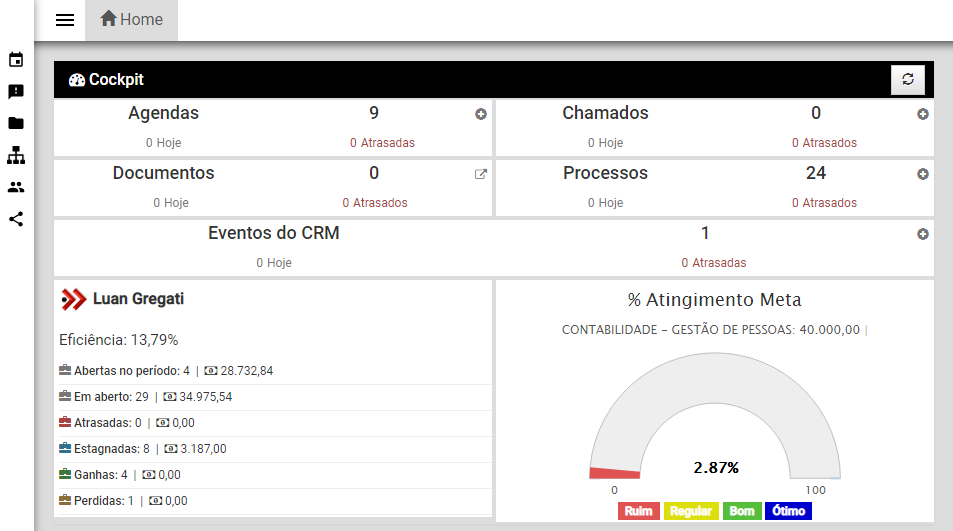 Home
Cockpit
Agendas 9
0 Hoje 0 Atrasadas
Chamados 0
0 Hoje 0 Atrasados
Documentos 0
0 Hoje 0 Atrasados
Processos 24
0 Hoje 0 Atrasados
Eventos do CRM 1
0 Hoje 0 Atrasadas
Luan Gregati
Eficiência: 13,79%
Abertas no período: 4 | 28.732,84
Em aberto: 29 | 34.975,54
Atrasadas: 0 | 0,00
Estagnadas: 8 | 3.187,00
Ganhas: 4 | 0,00
Perdidas: 1 | 0,00
% Atingimento Meta
CONTABILIDADE - GESTÃO DE PESSOAS: 40.000,00 |
2.87%
0 100
Ruim Regular Bom Ótimo